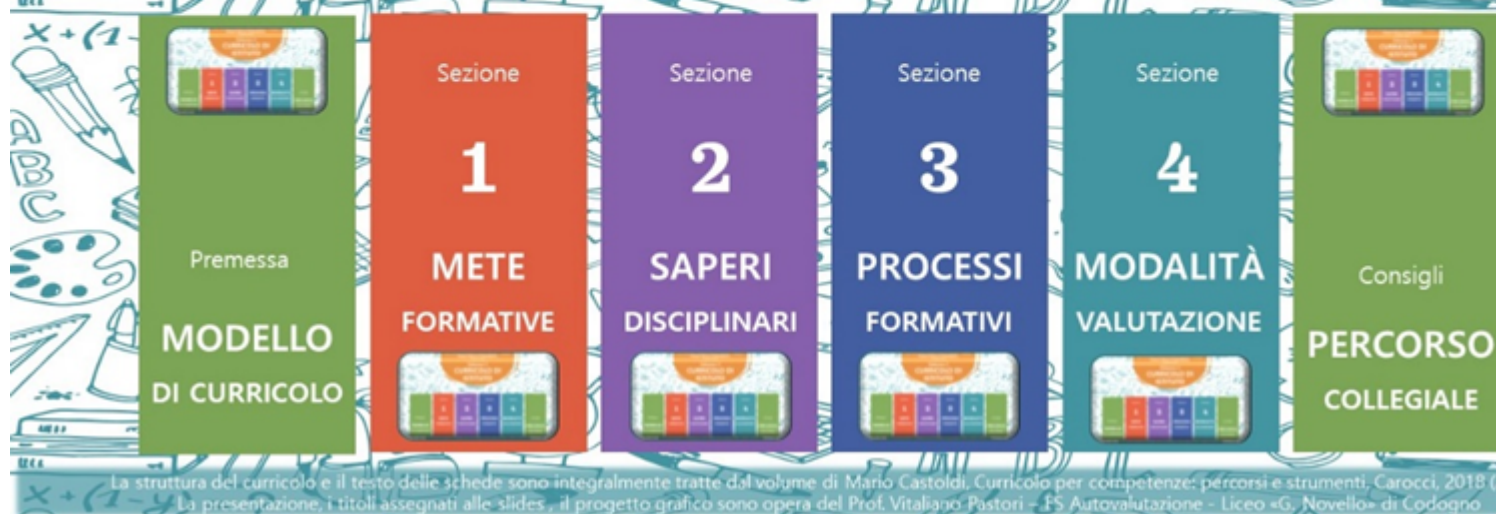 Premessa
MODELLO
DI CURRICOLO
Sezione
1
METE
FORMATIVE
Sezione
2
SAPERI
DISCIPLINARI
Sezione
3
PROCESSI
FORMATIVI
Sezione
4
MODALITÀ
VALUTAZIONE
Consigli
PERCORSO
COLLEGIALE
La struttura del curricolo e il testo delle schede sono integralmente tratte dal volume di Mario Castoldi, Curricolo per competenze: percorsi e strumenti, Carocci, 2018 (
La presentazione, i titoli assegnati alle slides , il progetto grafico sono opera del Prof. Vitaliano Pastori – FS Autovalutazione - Liceo «G. Novello» di Codogno